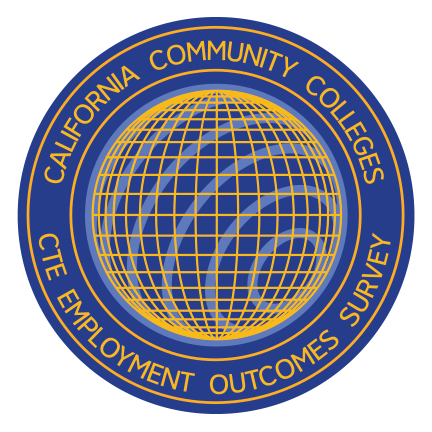 CALIFORNIA COMMUNITY COLLEGES
CTE EMPLOYMENT OUTCOMES SURVEY